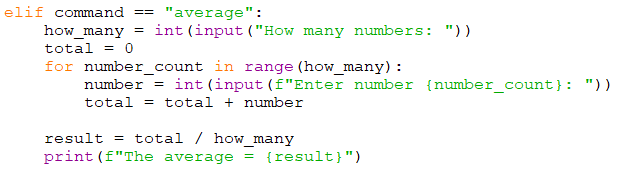 elif command == "average":
    how_many = int(input("How many numbers: "))
    total = 0
    for number_count in range(how_many):
        number = int(input(f"Enter number {number_count}: "))
        total = total + number

    result = total / how_many
    print(f"The average = {result}")